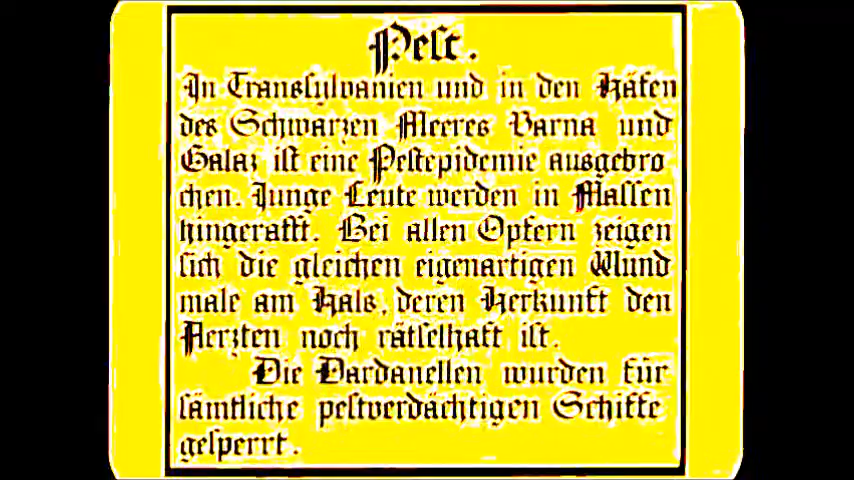 Pest.
In Transsylvanien und in den Häfen
des Schwarzen Meeres Varna und
Galaz ist eine Pestepidemie ausgebro
chen. Junge Leute werden in Massen
hingerafft. Bei allen Opfern zeigen
sich die gleichen eigenartigen Wund
male am Hals, deren Herkunft den
Aerzten noch rätselhaft ist.
Die Dardanellen wurden für
sämtliche pestverdächtigen Schiffe
gesperrt.